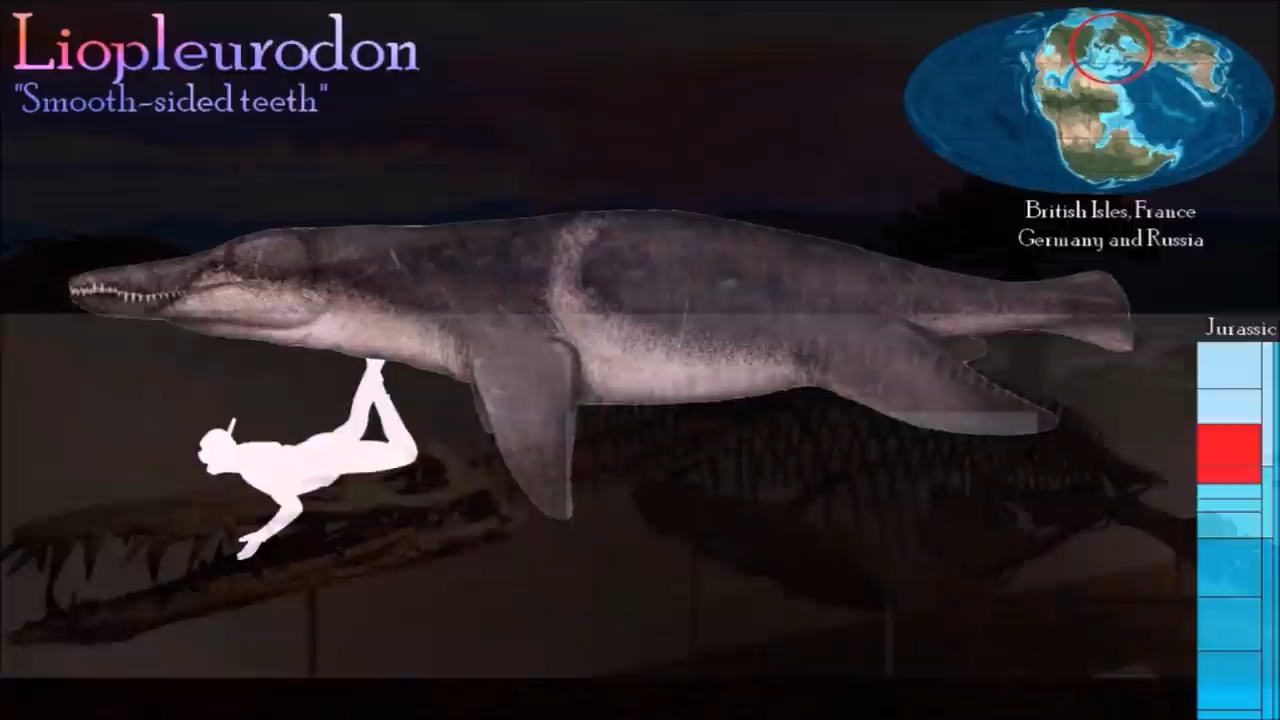 Liopleurodon
"Smooth-sided teeth"
British Isles, France
Germany and Russia
Jurassic